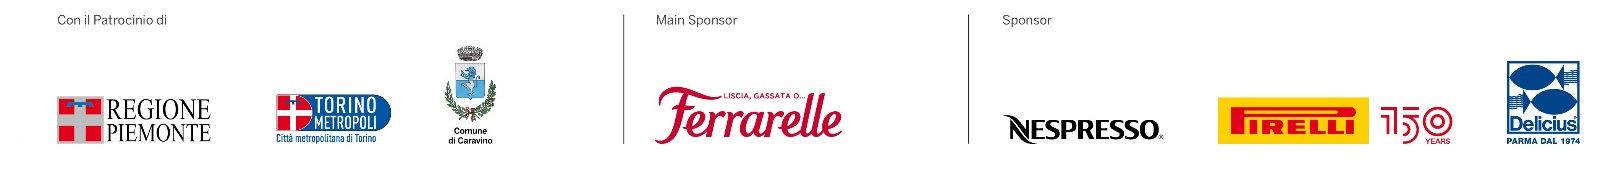 Con il Patrocinio di
REGIONE
PIEMONTE
TORINO
METROPOLI
Città metropolitana di Torino
Comune
di Caravino
Main Sponsor
LISCIA, GASSATA O...
Ferrarelle
Sponsor
NESPRESSO®
PIRELLI
150
YEARS
Delicius
PARMA DAL 1974